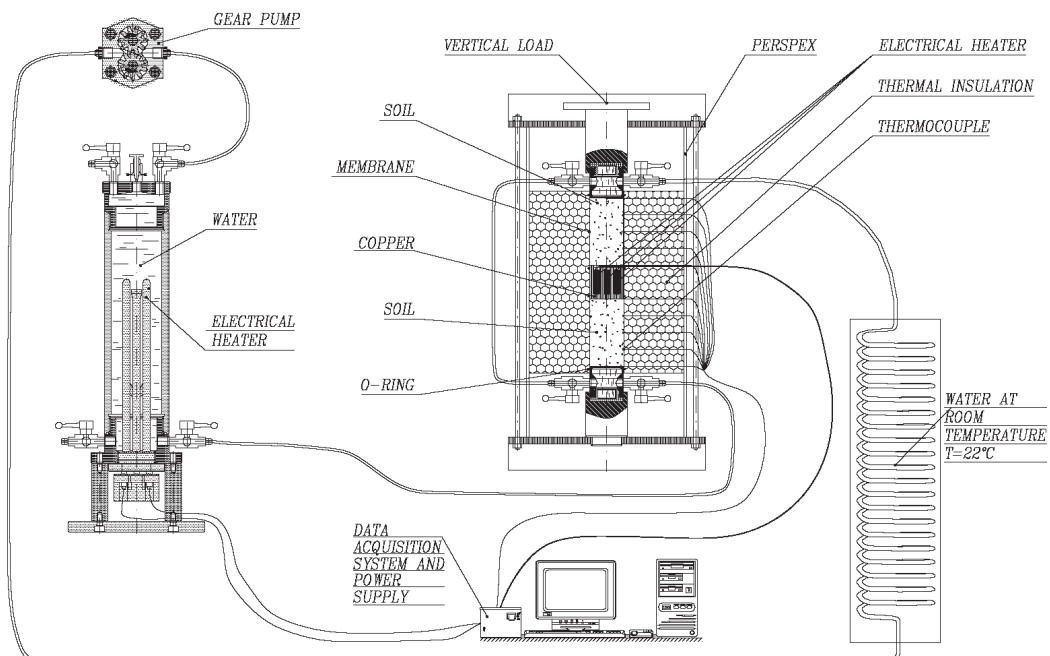 GEAR PUMP
VERTICAL LOAD
PERSPEX
ELECTRICAL HEATER
THERMAL INSULATION
THERMOCOUPLE
SOIL
MEMBRANE
WATER
COPPER
ELECTRICAL
HEATER
SOIL
O-RING
WATER AT
ROOM
TEMPERATURE
T=22°C
DATA
ACQUISITION
SYSTEM AND
POWER
SUPPLY